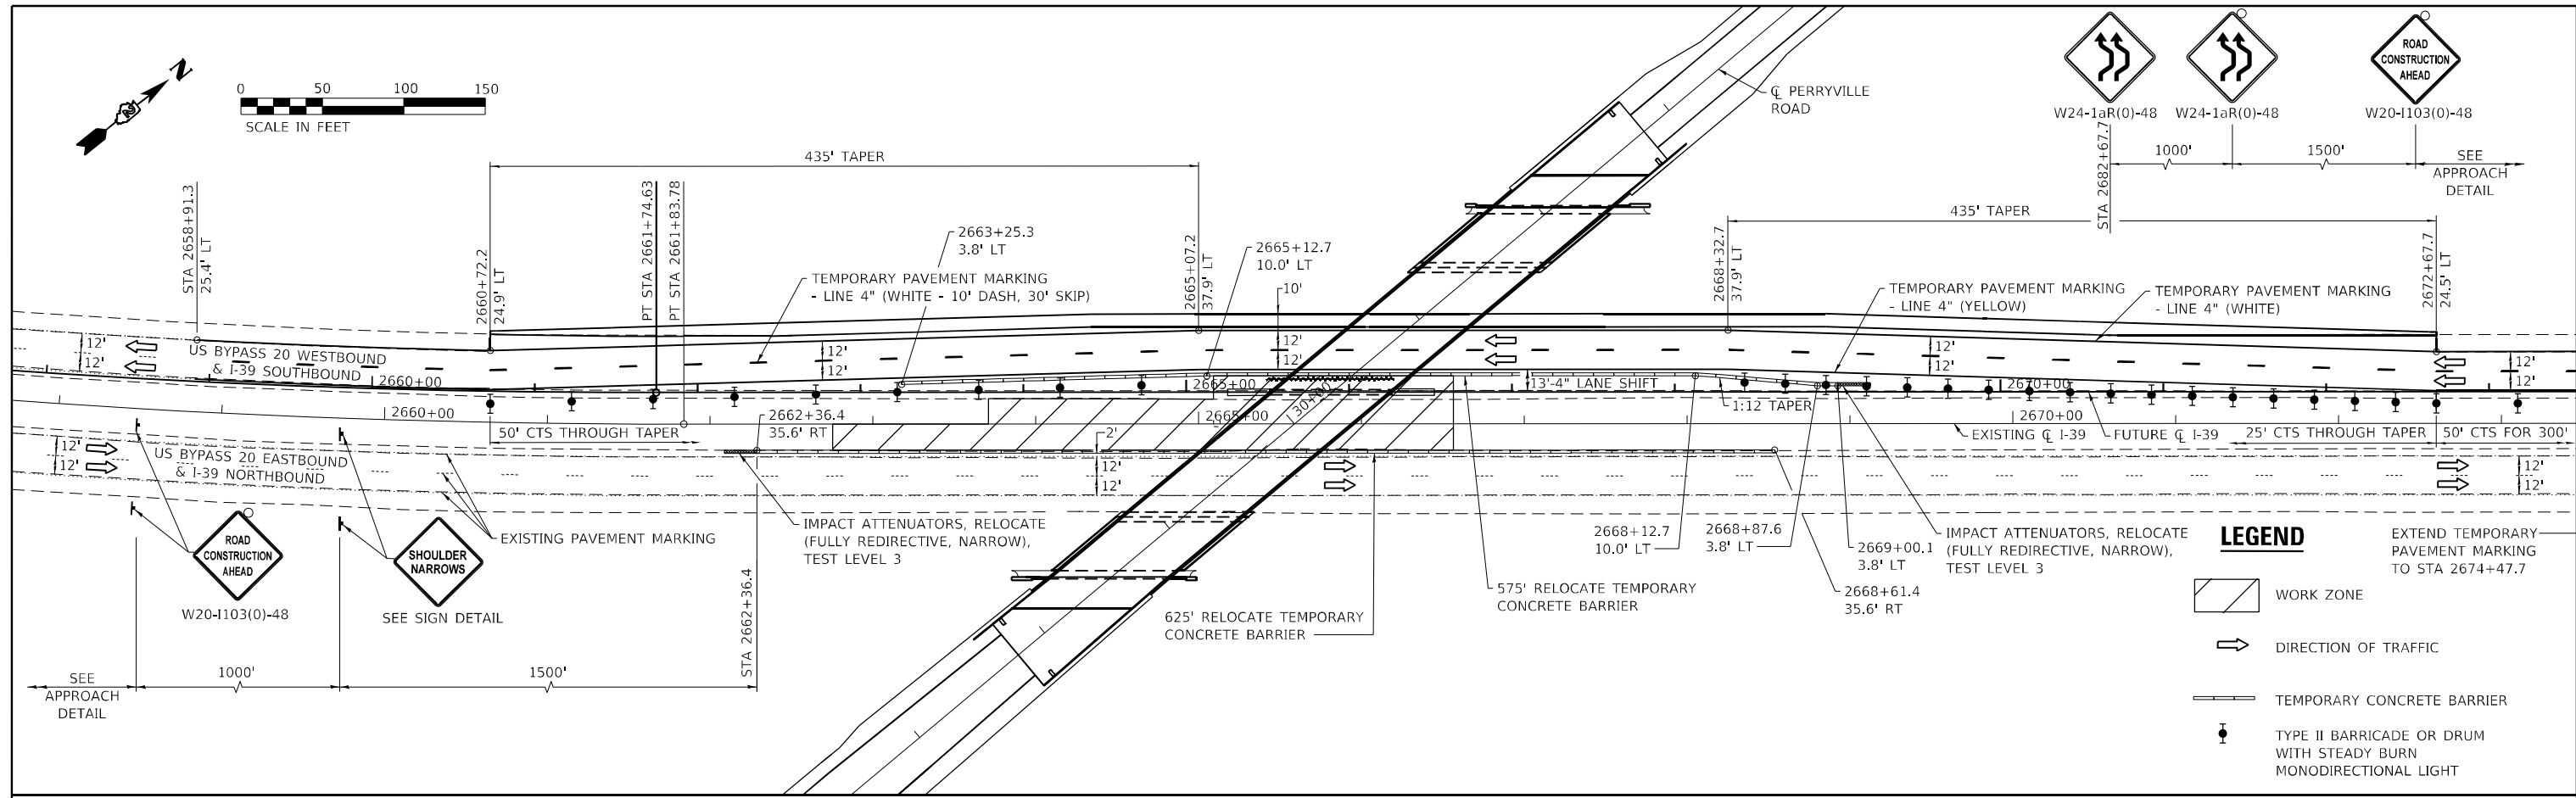 N
0 50 100 150
SCALE IN FEET
435' TAPER
STA 2658+91.3
25.4' LT
2660+72.2
24.9' LT
PT STA 2661+74.63
PT STA 2661+83.78
2663+25.3
3.8' LT
TEMPORARY PAVEMENT MARKING
- LINE 4" (WHITE - 10' DASH, 30' SKIP)
2665+07.2
37.9' LT
2665+12.7
10.0' LT
10'
℄ PERRYVILLE
ROAD
W24-1aR(0)-48
W24-1aR(0)-48
ROAD
CONSTRUCTION
AHEAD
W20-I103(0)-48
STA 2682+67.7
1000'
1500'
SEE
APPROACH
DETAIL
435' TAPER
2668+32.7
37.9' LT
2672+67.7
24.5' LT
TEMPORARY PAVEMENT MARKING
- LINE 4" (YELLOW)
TEMPORARY PAVEMENT MARKING
- LINE 4" (WHITE)
12'
12'
US BYPASS 20 WESTBOUND
& I-39 SOUTHBOUND
2660+00
12'
12'
12'
12'
2665+00
13'-4" LANE SHIFT
12'
12'
2670+00
12'
12'
2660+00
50' CTS THROUGH TAPER
2662+36.4
35.6' RT
2665+00
30+00
1:12 TAPER
2670+00
EXISTING ℄ I-39
FUTURE ℄ I-39
25' CTS THROUGH TAPER
50' CTS FOR 300'
12'
12'
US BYPASS 20 EASTBOUND
& I-39 NORTHBOUND
2'
12'
12'
12'
12'
ROAD
CONSTRUCTION
AHEAD
W20-I103(0)-48
SHOULDER
NARROWS
SEE SIGN DETAIL
EXISTING PAVEMENT MARKING
IMPACT ATTENUATORS, RELOCATE
(FULLY REDIRECTIVE, NARROW),
TEST LEVEL 3
STA 2662+36.4
625' RELOCATE TEMPORARY
CONCRETE BARRIER
575' RELOCATE TEMPORARY
CONCRETE BARRIER
2668+12.7
10.0' LT
2668+87.6
3.8' LT
2669+00.1
3.8' LT
2668+61.4
35.6' RT
IMPACT ATTENUATORS, RELOCATE
(FULLY REDIRECTIVE, NARROW),
TEST LEVEL 3
SEE
APPROACH
DETAIL
1000'
1500'
EXTEND TEMPORARY
PAVEMENT MARKING
TO STA 2674+47.7
LEGEND
WORK ZONE
DIRECTION OF TRAFFIC
TEMPORARY CONCRETE BARRIER
TYPE II BARRICADE OR DRUM
WITH STEADY BURN
MONODIRECTIONAL LIGHT